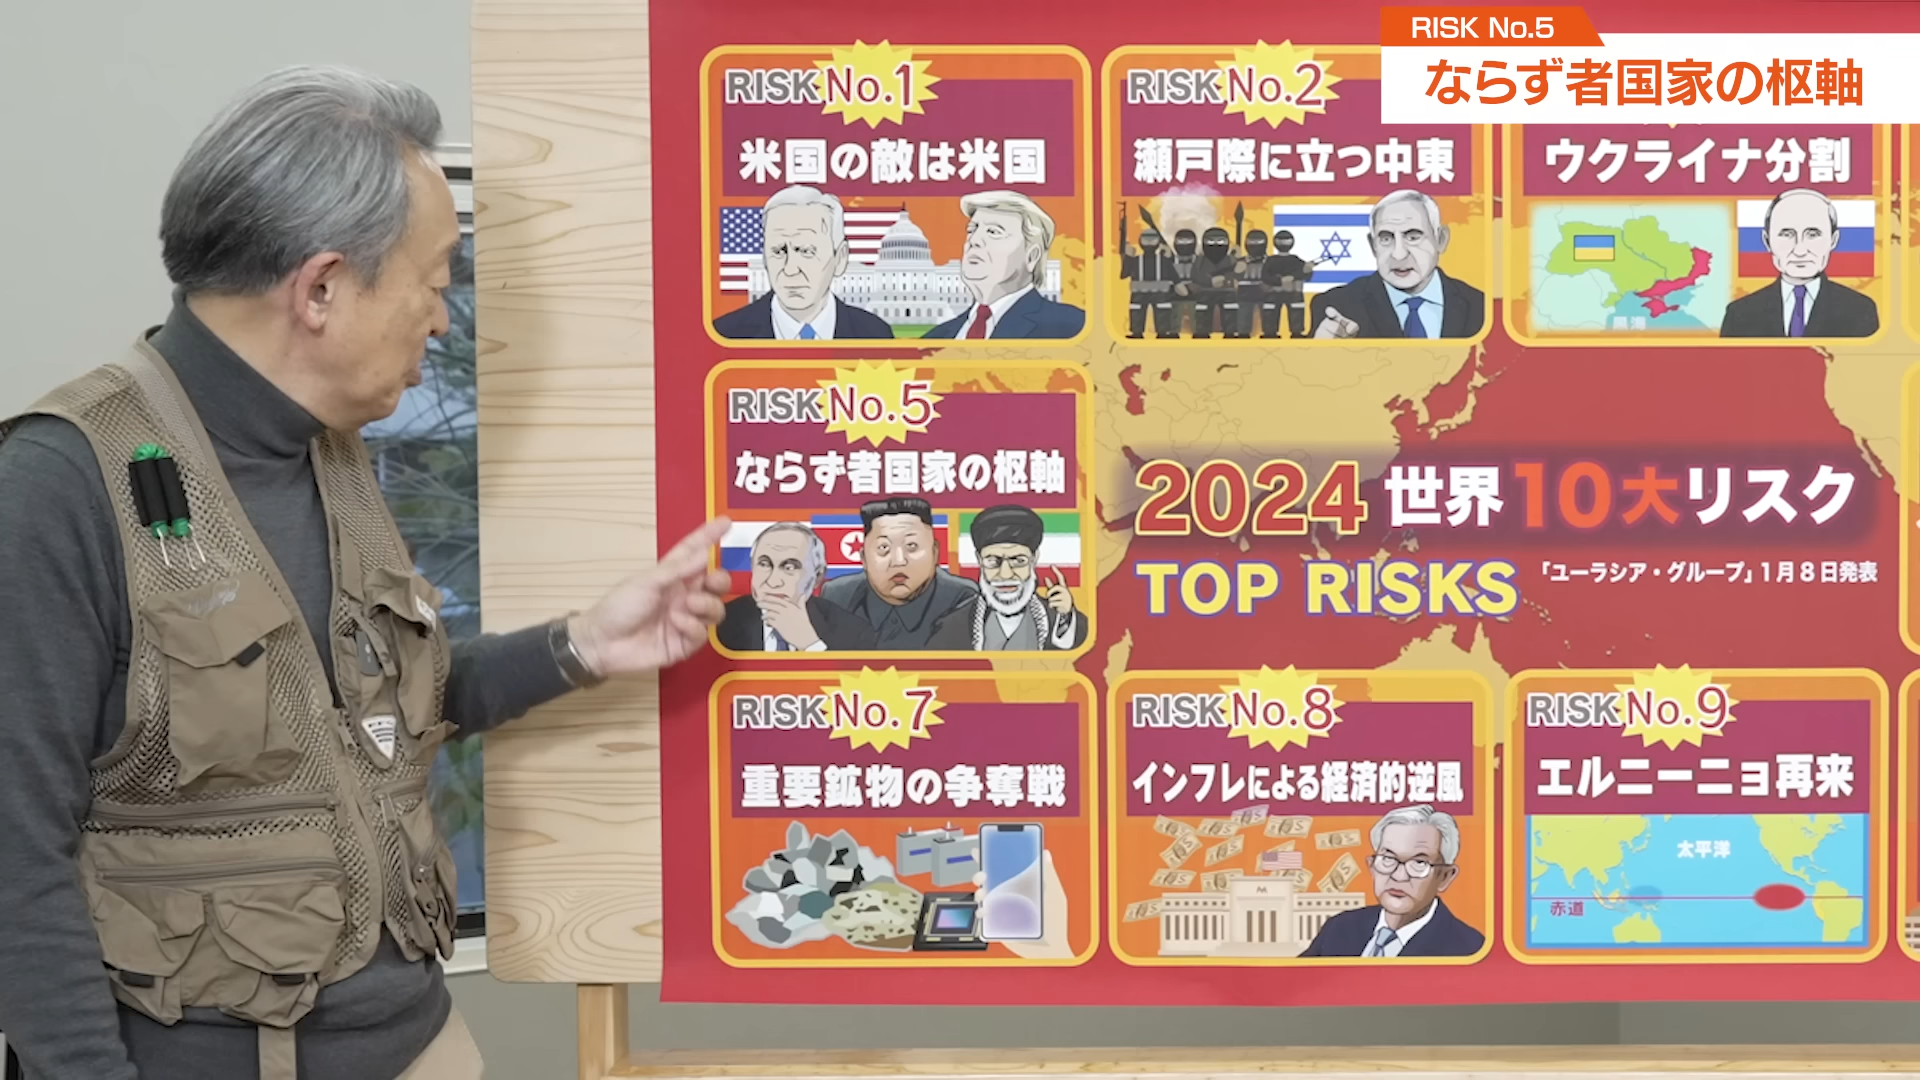 RISK No.5
ならず者国家の枢軸
RISK No.1
米国の敵は米国
RISK No.2
瀬戸際に立つ中東
ウクライナ分割
黒海
RISK No.5
ならず者国家の枢軸
2024 世界10大リスク
TOP RISKS
「ユーラシア・グループ」1月8日発表
RISK No.7
重要鉱物の争奪戦
RISK No.8
インフレによる経済的逆風
RISK No.9
エルニーニョ再来
太平洋
赤道